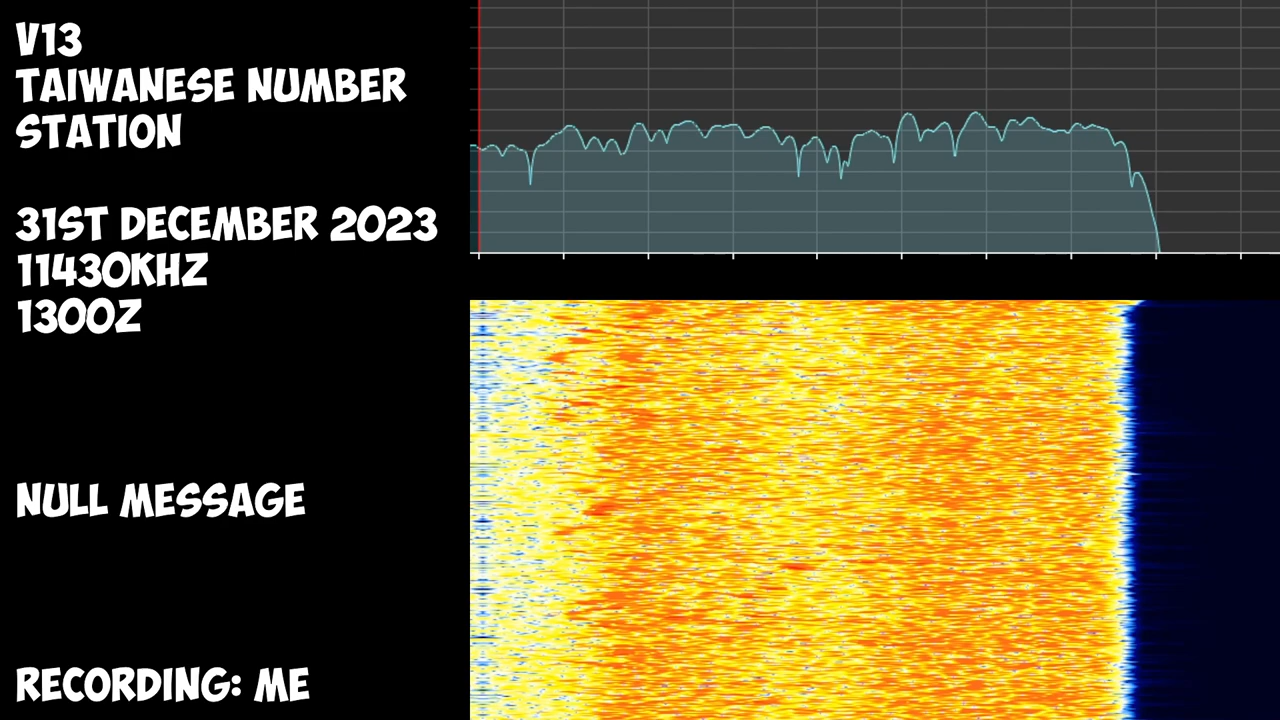 V13
TAIWANESE NUMBER
STATION
31ST DECEMBER 2023
11430KHZ
1300Z
NULL MESSAGE
RECORDING: ME